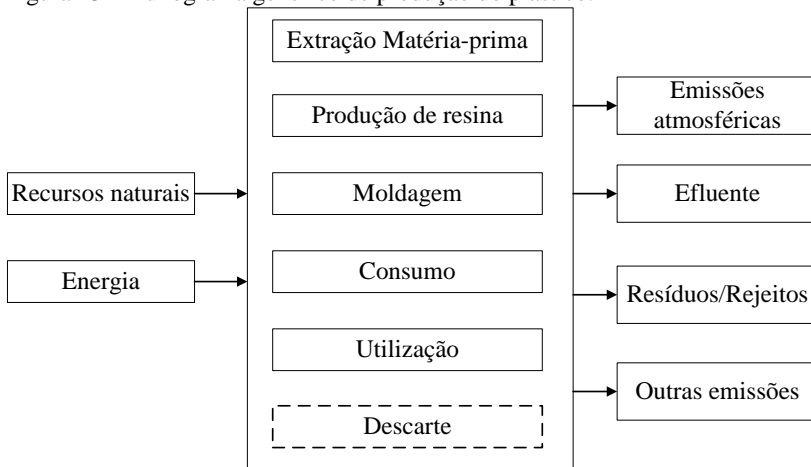 Extração Matéria-prima
Produção de resina
Moldagem
Consumo
Utilização
Descarte
Recursos naturais
Energia
Emissões
atmosféricas
Efluente
Resíduos/Rejeitos
Outras emissões